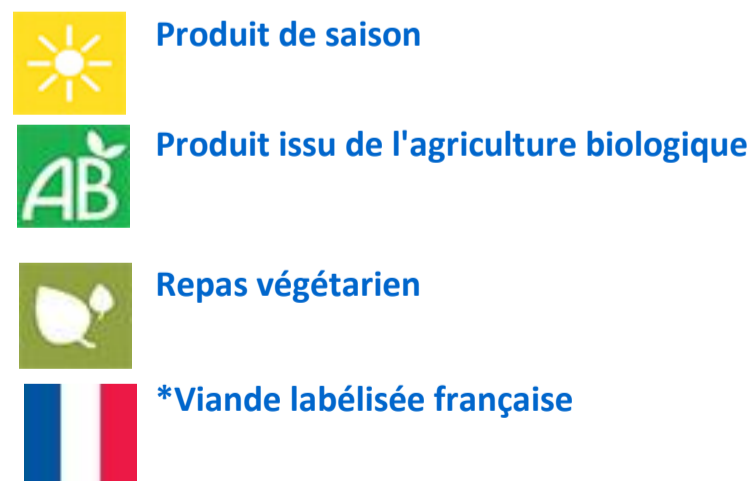 Produit de saison
AB
Produit issu de l'agriculture biologique
Repas végétarien
*Viande labélisée française